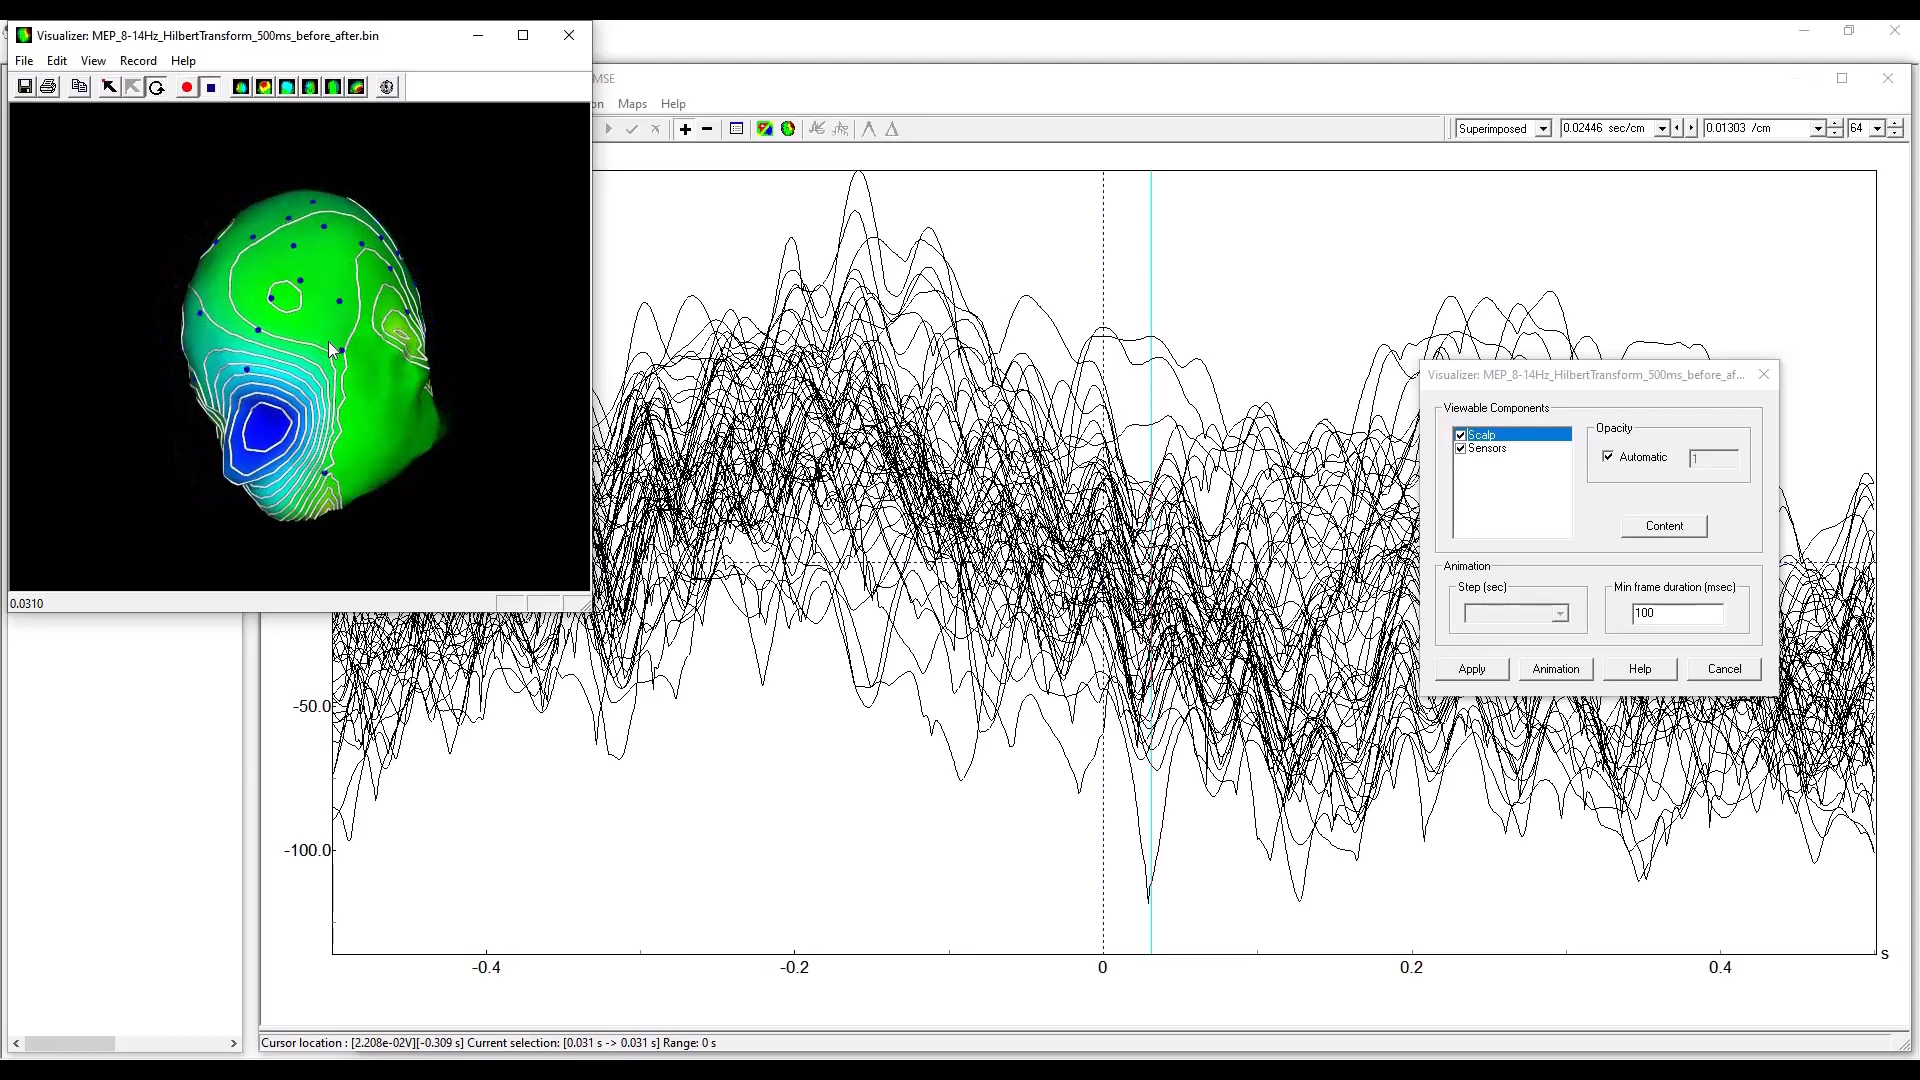 Visualizer: MEP_8-14Hz_HilbertTransform_500ms_before_after.bin
File Edit View Record Help
MSE
on Maps Help
Superimposed 0.02446 sec/cm 0.01303 /cm 64
Visualizer: MEP_8-14Hz_HilbertTransform_500ms_before_af...
Viewable Components
Scalp
Sensors
Opacity
Automatic 1
Content
Animation
Step (sec)
Min frame duration (msec)
100
Apply Animation Help Cancel
0.0310
-50.0
-100.0
-0.4 -0.2 0 0.2 0.4 s
Cursor location : [2.208e-02V][-0.309 s] Current selection: [0.031 s -> 0.031 s] Range: 0 s